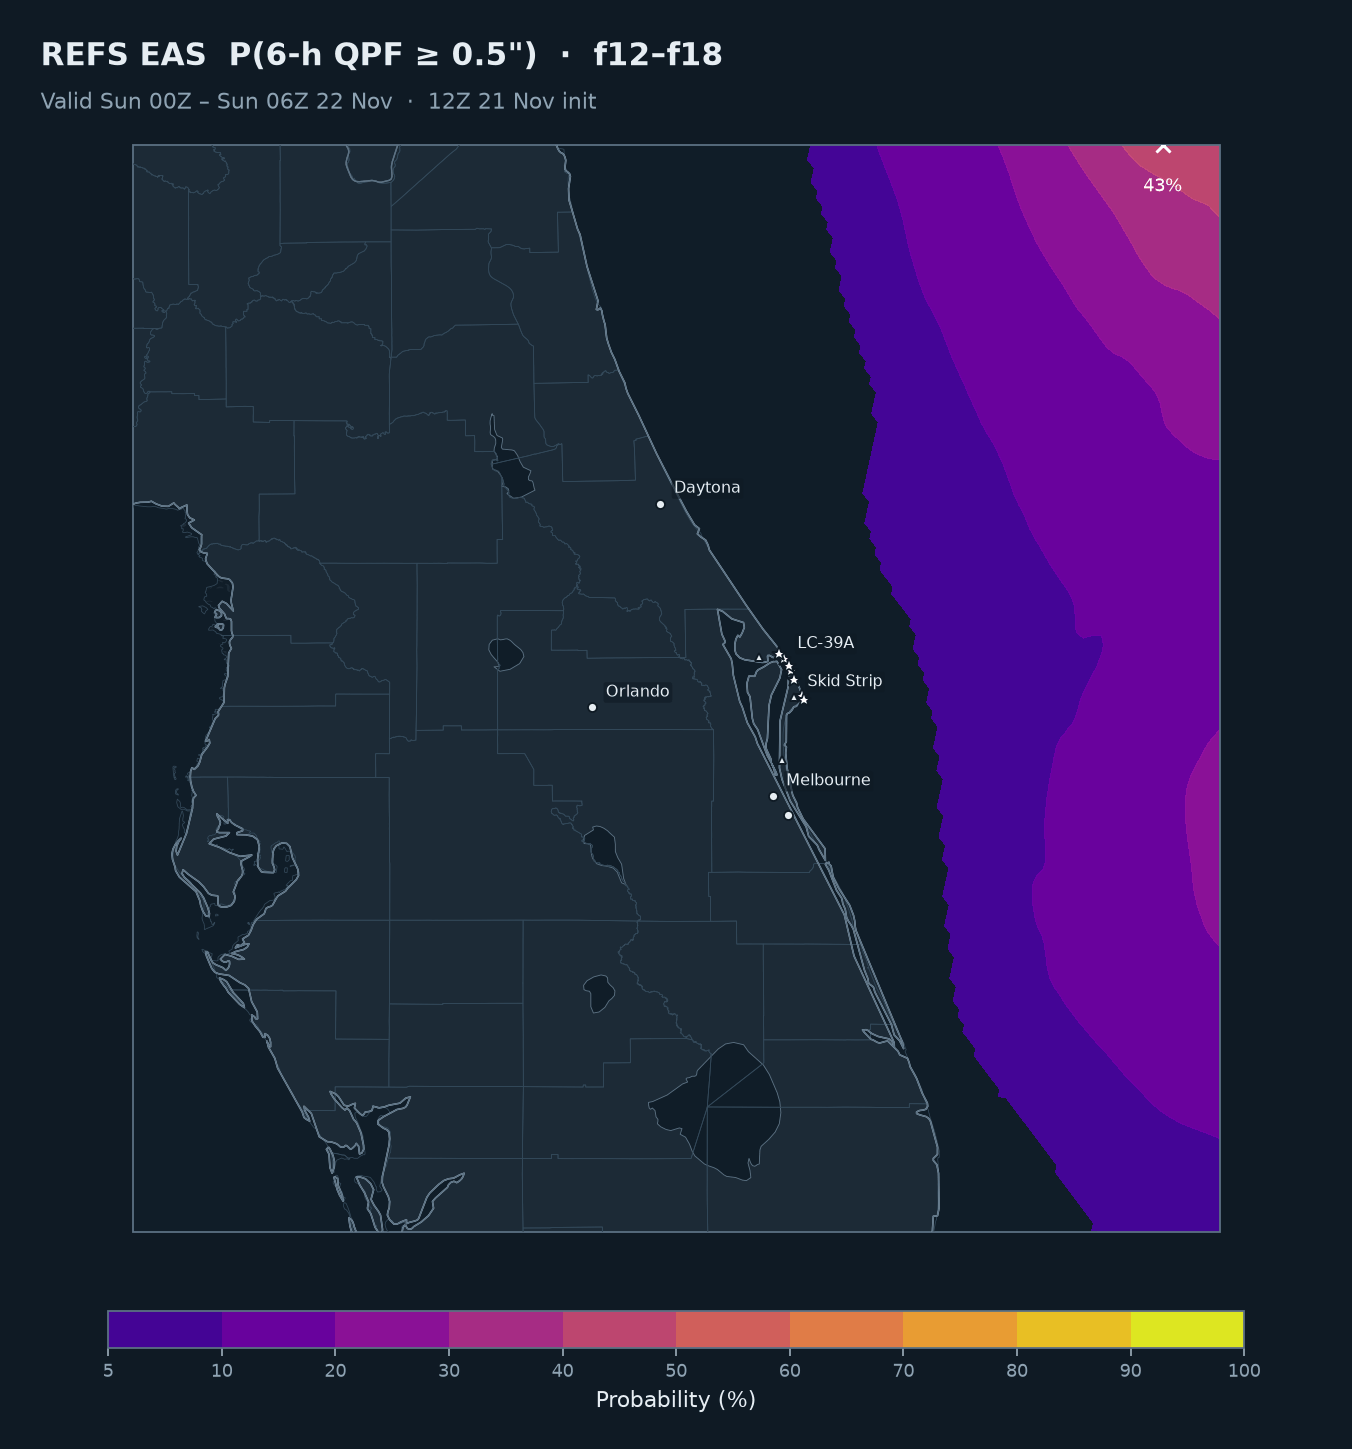 REFS EAS  P(6-h QPF ≥ 0.5")  ·  f12–f18
Valid Sun 00Z – Sun 06Z 22 Nov  ·  12Z 21 Nov init
43%
Daytona
LC-39A
Skid Strip
Orlando
Melbourne
5 10 20 30 40 50 60 70 80 90 100
Probability (%)